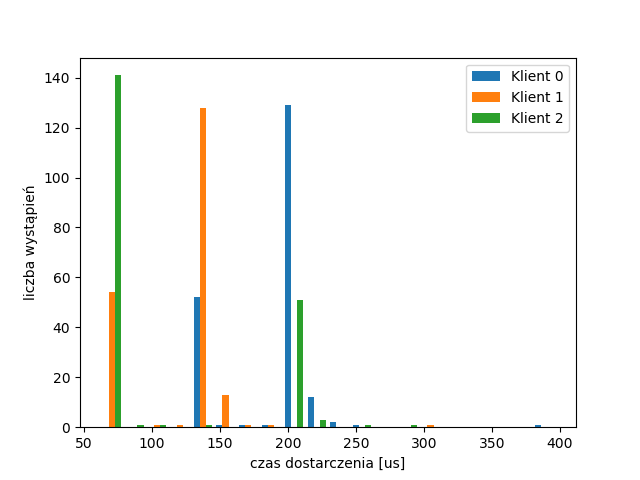 Klient 0
Klient 1
Klient 2
liczba wystąpień
140
120
100
80
60
40
20
0
50 100 150 200 250 300 350 400
czas dostarczenia [us]